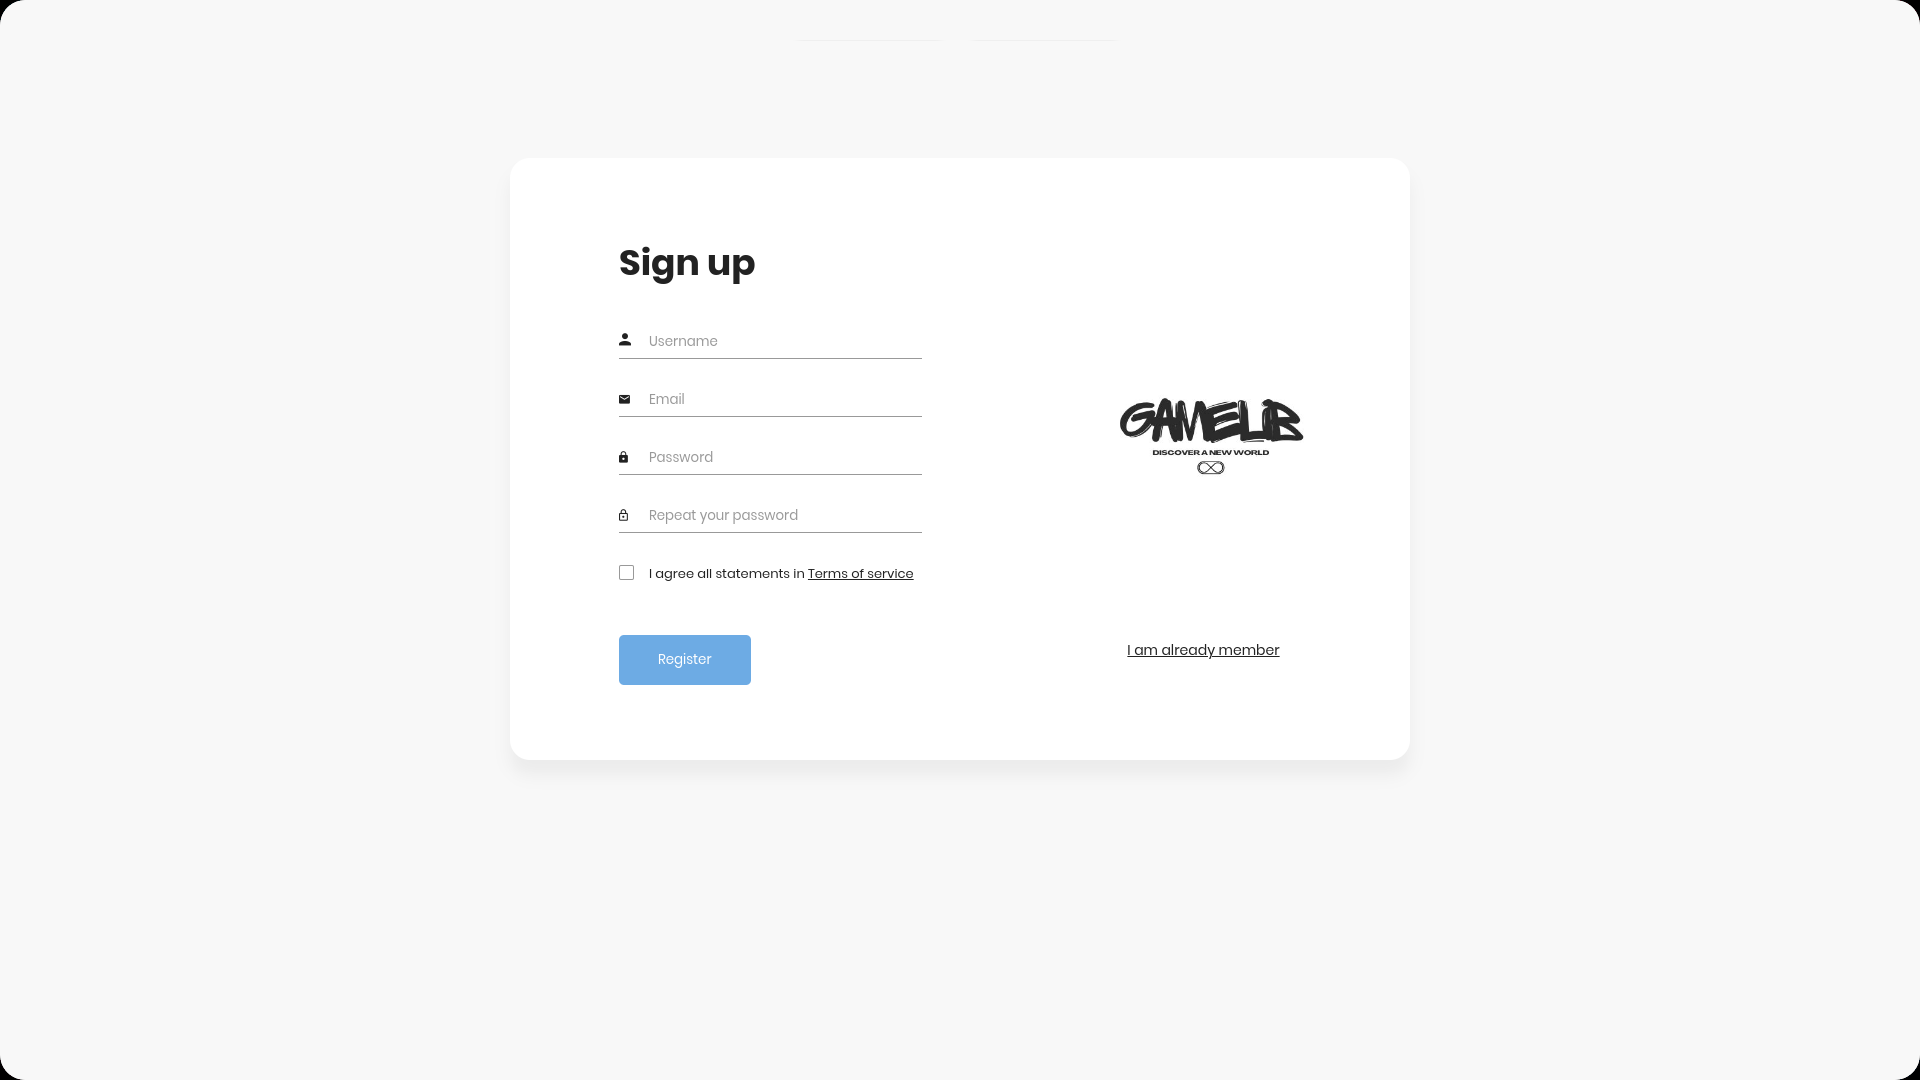 Sign up
Username
Email
Password
Repeat your password
I agree all statements in Terms of service
Register
GAMELIB
DISCOVER A NEW WORLD
I am already member